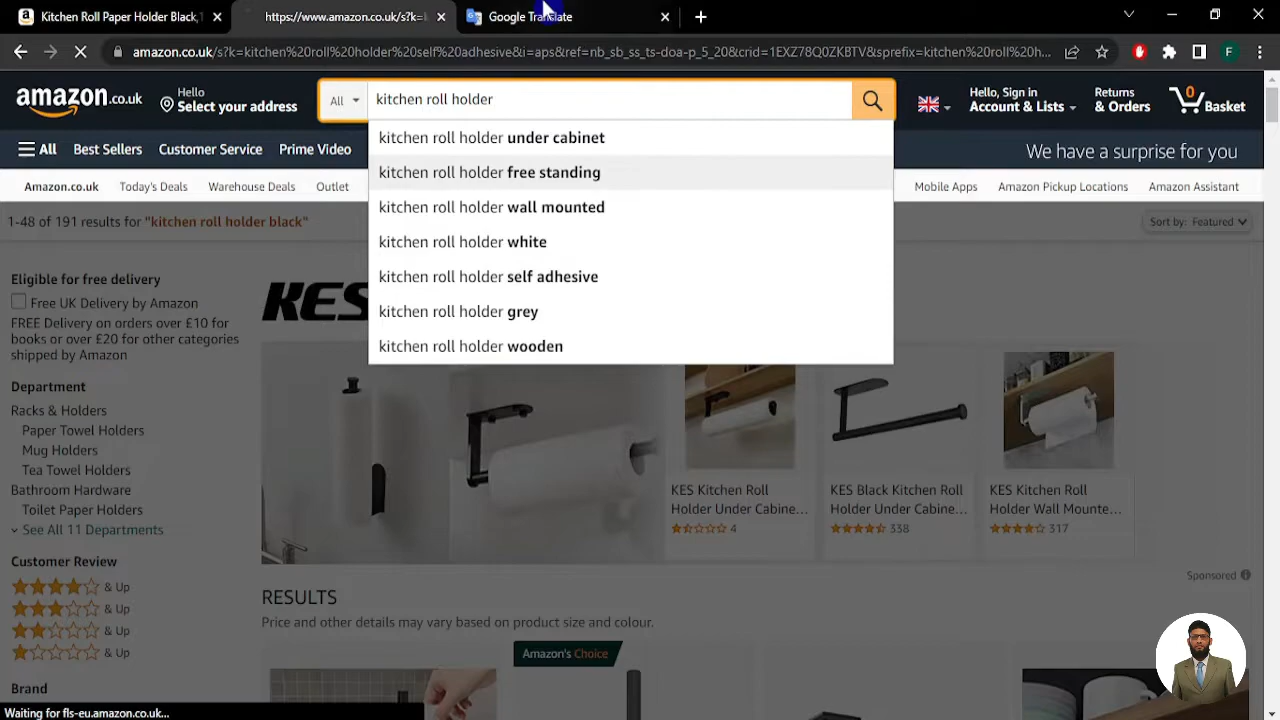 Kitchen Roll Paper Holder Black,
https://www.amazon.co.uk/s?k=
Google Translate
amazon.co.uk/s?k=kitchen%20roll%20holder%20self%20adhesive&i=aps&ref=nb_sb_ss_ts-doa-p_5_20&crid=1EXZ78Q0ZKBTV&sprefix=kitchen%20roll%20h...
F
amazon.co.uk
Hello
Select your address
All
kitchen roll holder
Hello, Sign in
Account & Lists
Returns
& Orders
0
Basket
kitchen roll holder under cabinet
kitchen roll holder free standing
kitchen roll holder wall mounted
kitchen roll holder white
kitchen roll holder self adhesive
kitchen roll holder grey
kitchen roll holder wooden
All
Best Sellers
Customer Service
Prime Video
We have a surprise for you
Amazon.co.uk
Today's Deals
Warehouse Deals
Outlet
Mobile Apps
Amazon Pickup Locations
Amazon Assistant
1-48 of 191 results for "kitchen roll holder black"
Sort by: Featured
Eligible for free delivery
Free UK Delivery by Amazon
FREE Delivery on orders over £10 for
books or over £20 for other categories
shipped by Amazon
Department
Racks & Holders
Paper Towel Holders
Mug Holders
Tea Towel Holders
Bathroom Hardware
Toilet Paper Holders
See All 11 Departments
Customer Review
& Up
& Up
& Up
& Up
Brand
KES
KES Kitchen Roll
Holder Under Cabine...
4
KES Black Kitchen Roll
Holder Under Cabine...
338
KES Kitchen Roll
Holder Wall Mounte...
317
Sponsored
RESULTS
Price and other details may vary based on product size and colour.
Amazon's Choice
Waiting for fls-eu.amazon.co.uk...